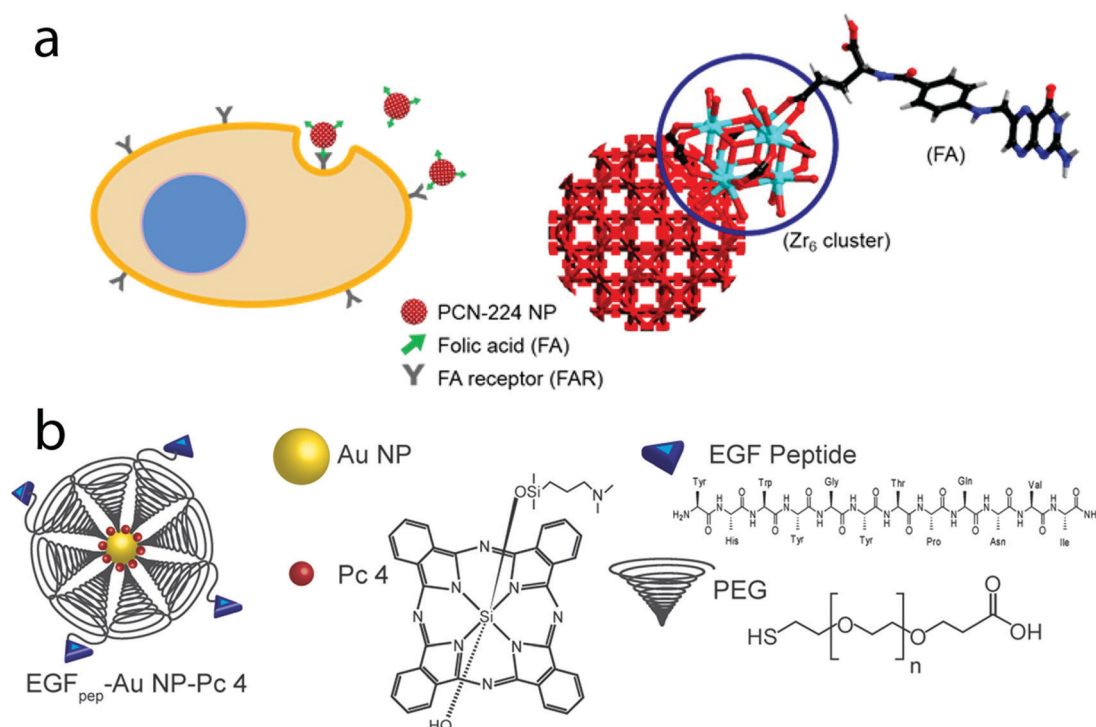 a
(FA)
(Zr6 cluster)
PCN-224 NP
Folic acid (FA)
FA receptor (FAR)
b
Au NP
EGF Peptide
Tyr Trp Gly Thr Gln Val
H2N O H N O H N O H N O H N O H N O H N O H N O H N O H N O NH
His Tyr Tyr Pro Asn Ile
OSi N
Pc 4
N N N N Si N N N N
HO
PEG
HS O O n O OH
EGFpep-Au NP-Pc 4